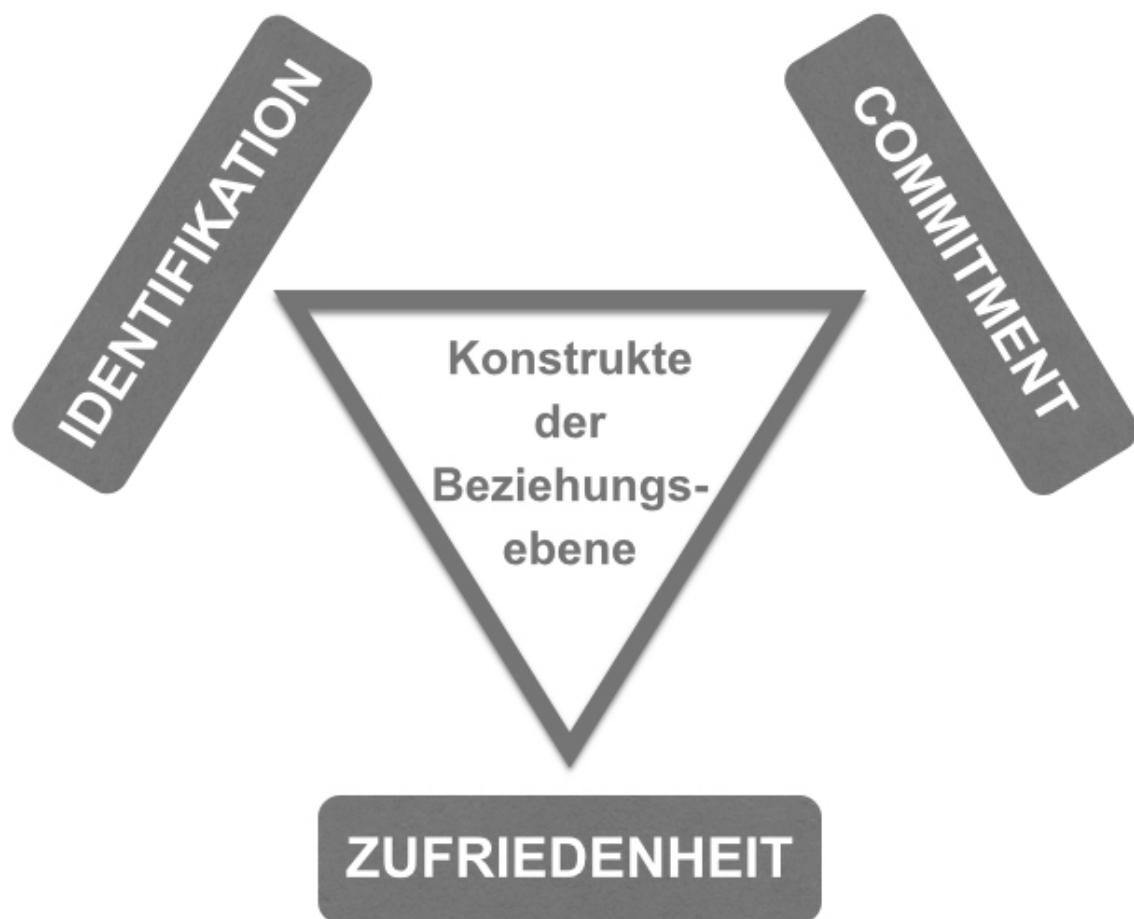 IDENTIFIKATION
COMMITMENT
Konstrukte
der
Beziehungs-
ebene
ZUFRIEDENHEIT